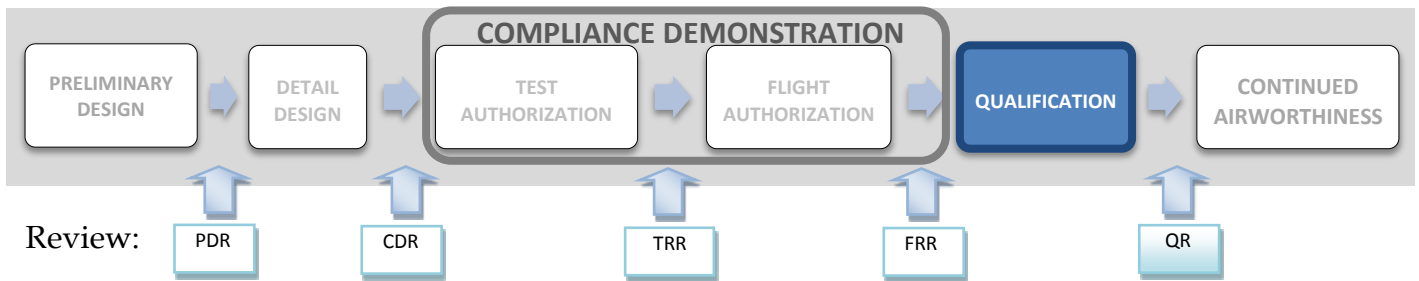 COMPLIANCE DEMONSTRATION
PRELIMINARY
DESIGN
DETAIL
DESIGN
TEST
AUTHORIZATION
FLIGHT
AUTHORIZATION
QUALIFICATION
CONTINUED
AIRWORTHINESS
Review:
PDR
CDR
TRR
FRR
QR